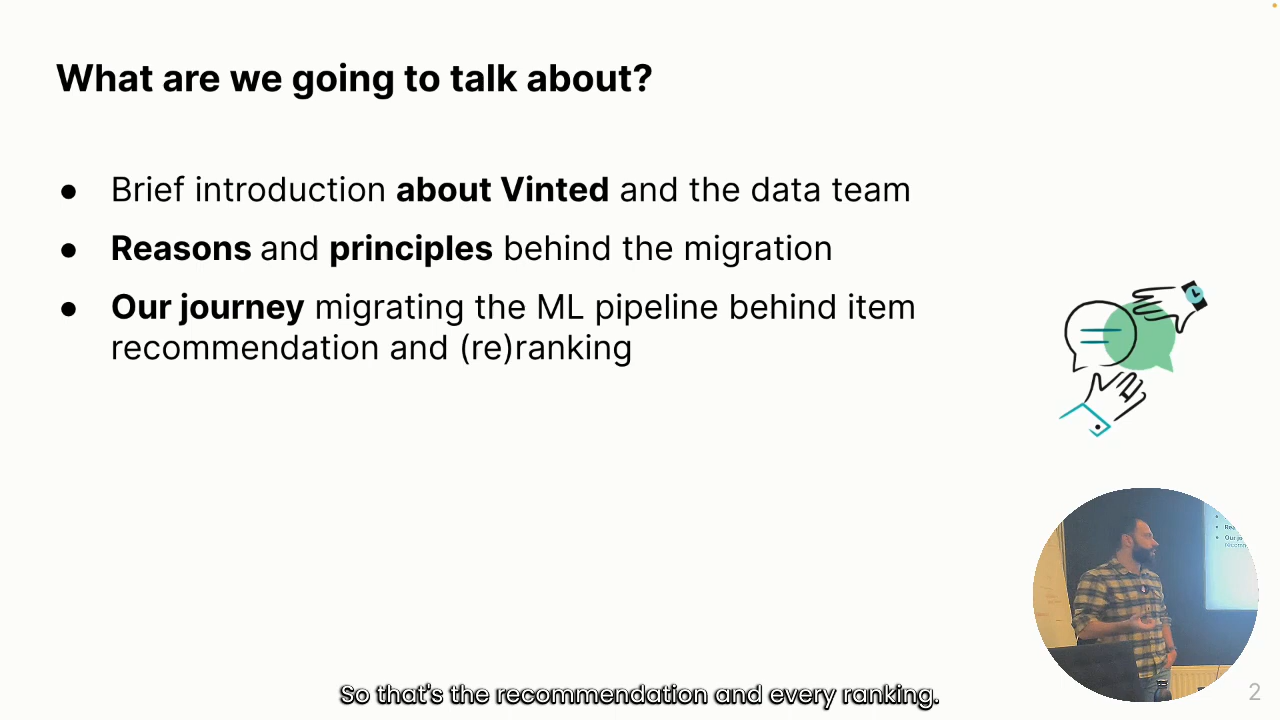 What are we going to talk about?
● Brief introduction about Vinted and the data team
● Reasons and principles behind the migration
● Our journey migrating the ML pipeline behind item
recommendation and (re)ranking
So that's the recommendation and every ranking.
2